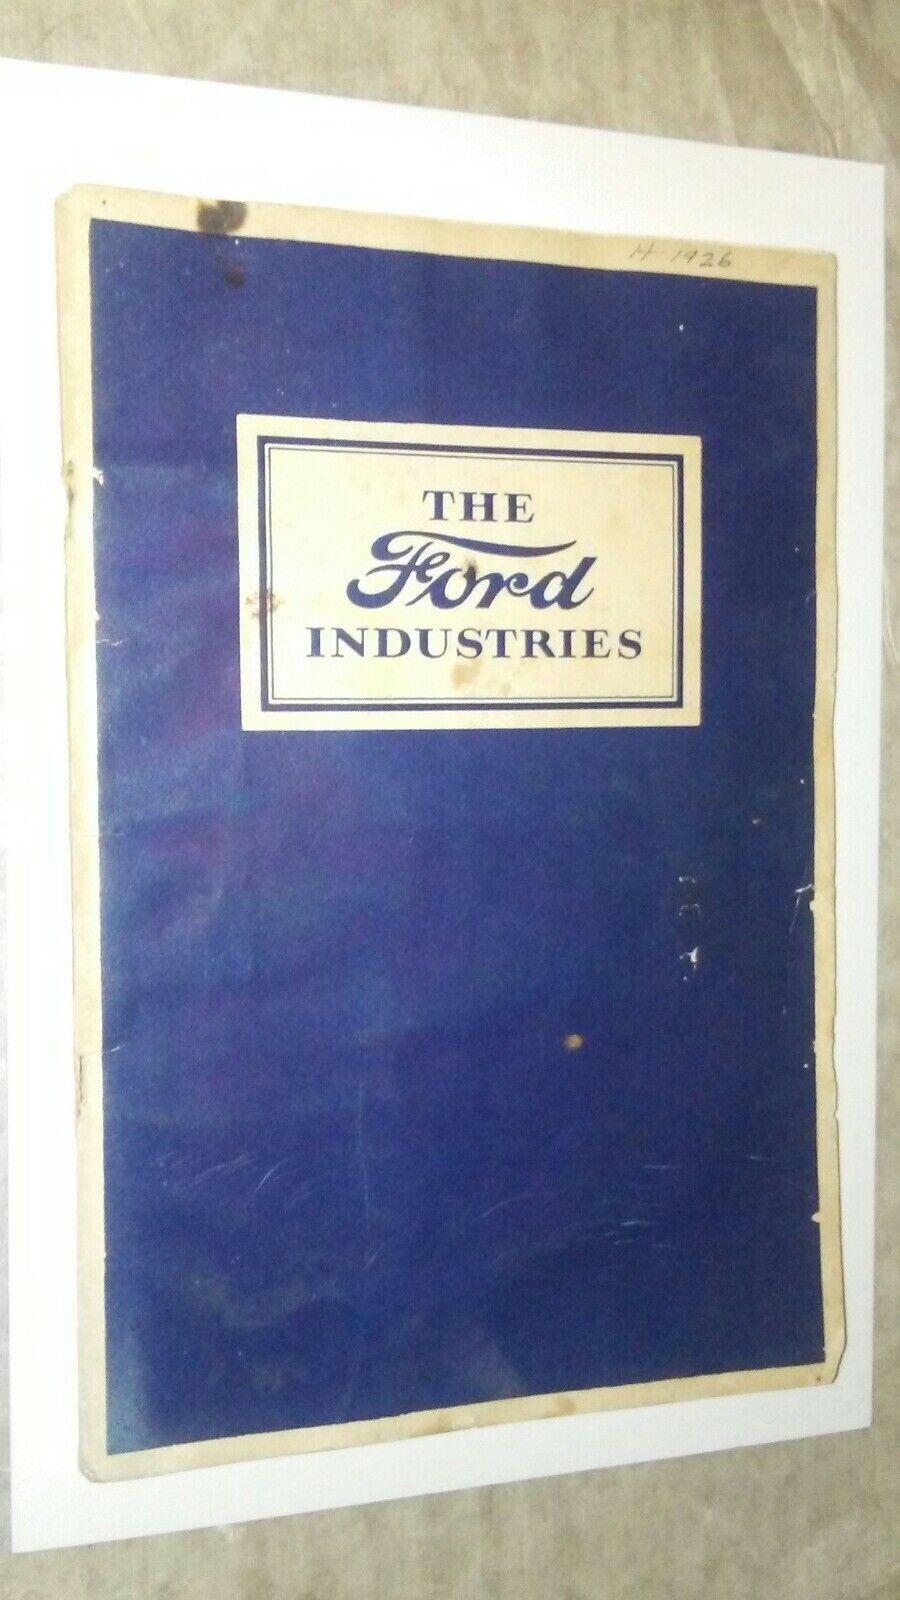 H-1926
THE
Ford
INDUSTRIES